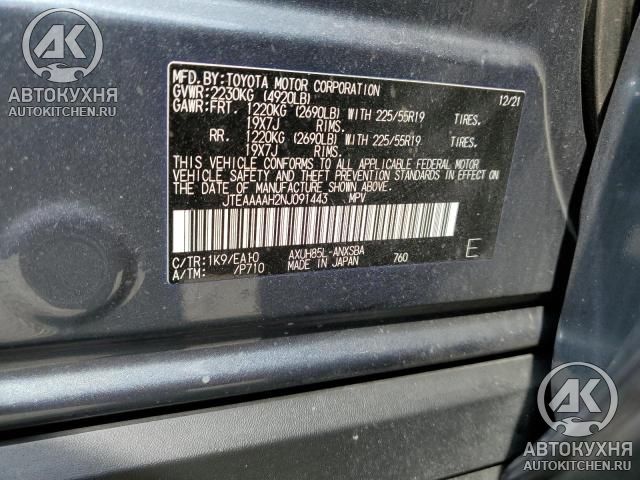 MFD.BY:TOYOTA MOTOR CORPORATION 12/21
GVWR:2230KG (4920LB)
GAWR:FRT. 1220KG (2690LB) WITH 225/55R19 TIRES.
19X7J RIMS.
RR. 1220KG (2690LB) WITH 225/55R19 TIRES.
19X7J RIMS.
THIS VEHICLE CONFORMS TO ALL APPLICABLE FEDERAL MOTOR
VEHICLE SAFETY AND THEFT PREVENTION STANDARDS IN EFFECT
ON THE DATE OF MANUFACTURE SHOWN ABOVE.
JTEAAAAH2NJ091443 MPV
C/TR:1K9/EA10 AXUH85L-ANXSBA
A/TM: /P710 MADE IN JAPAN 760 E
АК
АВТОКУХНЯ
AUTOKITCHEN.RU
АК
АВТОКУХНЯ
AUTOKITCHEN.RU